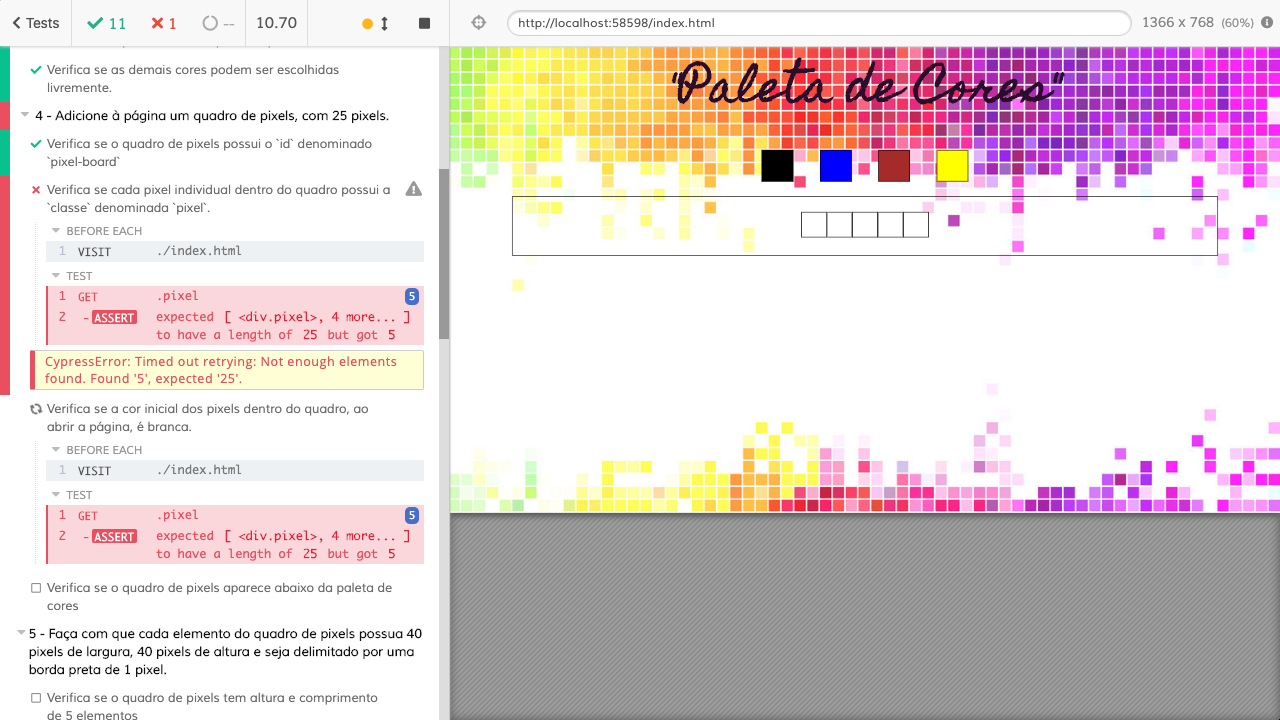 Tests
11
1
--
10.70
http://localhost:58598/index.html
1366 x 768 (60%)
Verifica se as demais cores podem ser escolhidas
livremente.
4 - Adicione à página um quadro de pixels, com 25 pixels.
Verifica se o quadro de pixels possui o `id` denominado
`pixel-board`
Verifica se cada pixel individual dentro do quadro possui a
`classe` denominada `pixel`.
BEFORE EACH
1 VISIT ./index.html
TEST
1 GET .pixel 5
2 -ASSERT expected [ <div.pixel>, 4 more... ]
to have a length of 25 but got 5
CypressError: Timed out retrying: Not enough elements
found. Found '5', expected '25'.
Verifica se a cor inicial dos pixels dentro do quadro, ao
abrir a página, é branca.
BEFORE EACH
1 VISIT ./index.html
TEST
1 GET .pixel 5
2 -ASSERT expected [ <div.pixel>, 4 more... ]
to have a length of 25 but got 5
Verifica se o quadro de pixels aparece abaixo da paleta de
cores
5 - Faça com que cada elemento do quadro de pixels possua 40
pixels de largura, 40 pixels de altura e seja delimitado por uma
borda preta de 1 pixel.
Verifica se o quadro de pixels tem altura e comprimento
de 5 elementos
"Paleta de Cores"